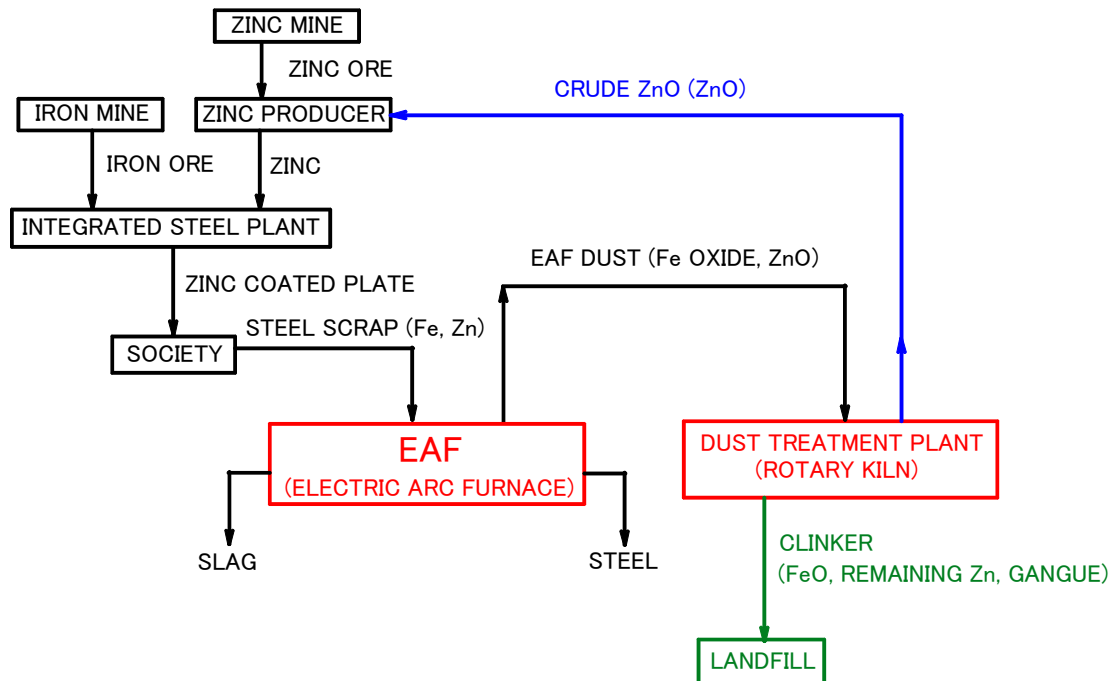 ZINC MINE
ZINC ORE
CRUDE ZnO (ZnO)
IRON MINE
ZINC PRODUCER
IRON ORE
ZINC
INTEGRATED STEEL PLANT
EAF DUST (Fe OXIDE, ZnO)
ZINC COATED PLATE
STEEL SCRAP (Fe, Zn)
SOCIETY
EAF
(ELECTRIC ARC FURNACE)
DUST TREATMENT PLANT
(ROTARY KILN)
SLAG
STEEL
CLINKER
(FeO, REMAINING Zn, GANGUE)
LANDFILL